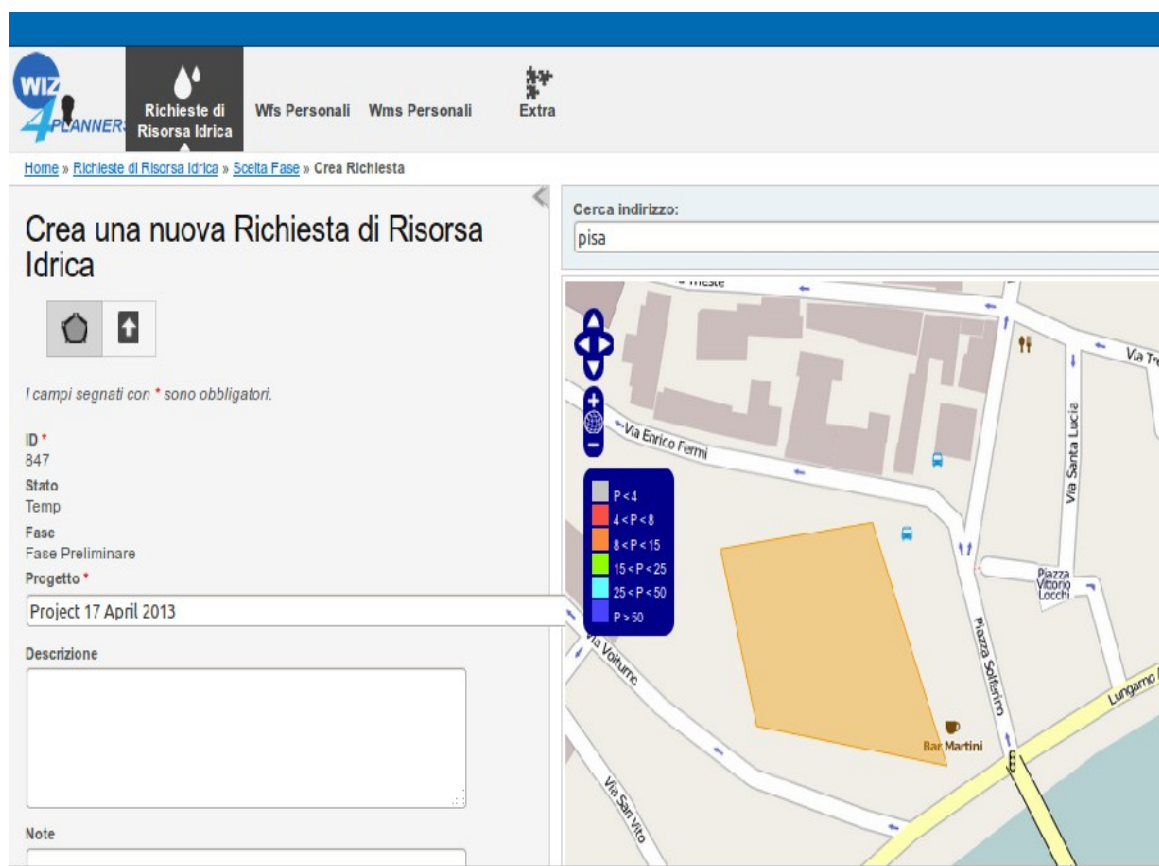 WIZ
4PLANNERS
Richieste di
Risorsa Idrica
Wfs Personali
Wms Personali
Extra
Home » Richieste di Risorsa Idrica » Scelta Fase » Crea Richiesta
Crea una nuova Richiesta di Risorsa
Idrica
I campi segnati con * sono obbligatori.
ID *
847
Stato
Temp
Fase
Fase Preliminare
Progetto *
Project 17 April 2013
Descrizione
Note
Cerca indirizzo:
pisa
Trieste
Via Tre
Via Enrico Fermi
Via Santa Lucia
P < 4
4 < P < 8
8 < P < 15
15 < P < 25
25 < P < 50
P > 50
Piazza
Vittorio
Locchi
Piazza Solferino
Via Volturno
Lungarno
Bar Martini
Via San Vito